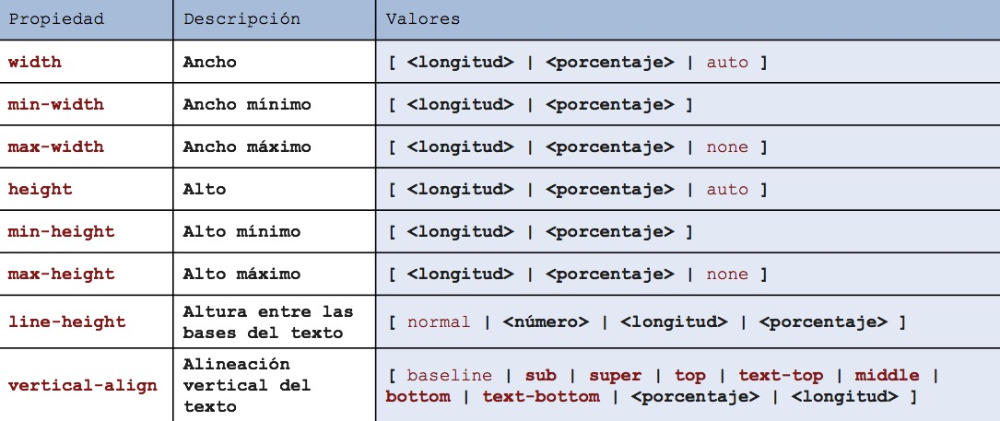 Propiedad Descripción Valores
width Ancho [ <longitud> | <porcentaje> | auto ]
min-width Ancho mínimo [ <longitud> | <porcentaje> ]
max-width Ancho máximo [ <longitud> | <porcentaje> | none ]
height Alto [ <longitud> | <porcentaje> | auto ]
min-height Alto mínimo [ <longitud> | <porcentaje> ]
max-height Alto máximo [ <longitud> | <porcentaje> | none ]
line-height
Altura entre las
bases del texto
[ normal | <número> | <longitud> | <porcentaje> ]
vertical-align
Alineación
vertical del
texto
[ baseline | sub | super | top | text-top | middle |
bottom | text-bottom | <porcentaje> | <longitud> ]